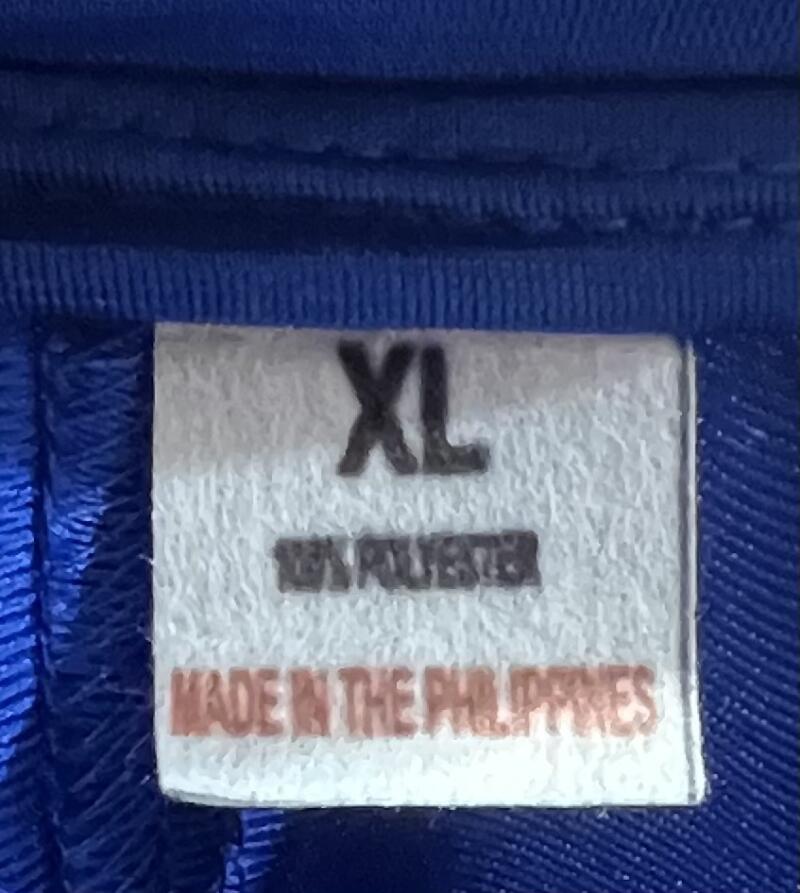 XL
100% POLYESTER
MADE IN THE PHILIPPINES